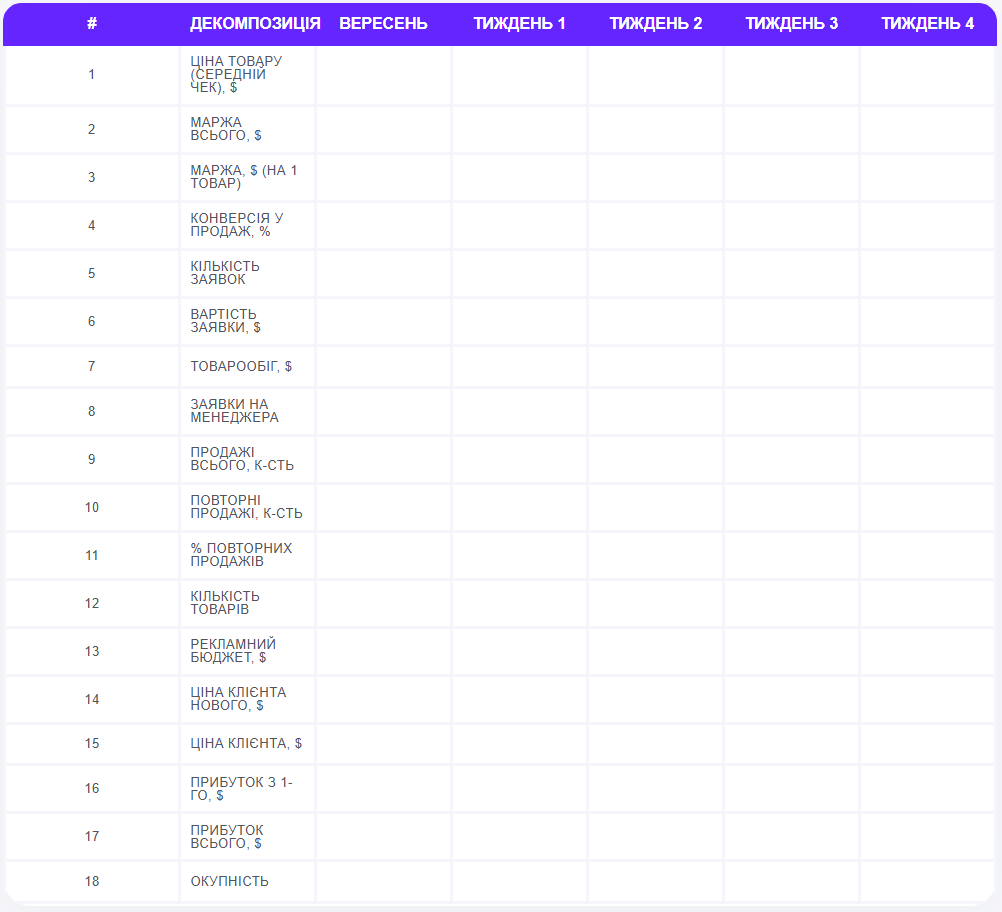 # ДЕКОМПОЗИЦІЯ ВЕРЕСЕНЬ ТИЖДЕНЬ 1 ТИЖДЕНЬ 2 ТИЖДЕНЬ 3 ТИЖДЕНЬ 4
1 ЦІНА ТОВАРУ
(СЕРЕДНІЙ
ЧЕК), $
2 МАРЖА
ВСЬОГО, $
3 МАРЖА, $ (НА 1
ТОВАР)
4 КОНВЕРСІЯ У
ПРОДАЖ, %
5 КІЛЬКІСТЬ
ЗАЯВОК
6 ВАРТІСТЬ
ЗАЯВКИ, $
7 ТОВАРООБІГ, $
8 ЗАЯВКИ НА
МЕНЕДЖЕРА
9 ПРОДАЖІ
ВСЬОГО, К-СТЬ
10 ПОВТОРНІ
ПРОДАЖІ, К-СТЬ
11 % ПОВТОРНИХ
ПРОДАЖІВ
12 КІЛЬКІСТЬ
ТОВАРІВ
13 РЕКЛАМНИЙ
БЮДЖЕТ, $
14 ЦІНА КЛІЄНТА
НОВОГО, $
15 ЦІНА КЛІЄНТА, $
16 ПРИБУТОК З 1-
ГО, $
17 ПРИБУТОК
ВСЬОГО, $
18 ОКУПНІСТЬ